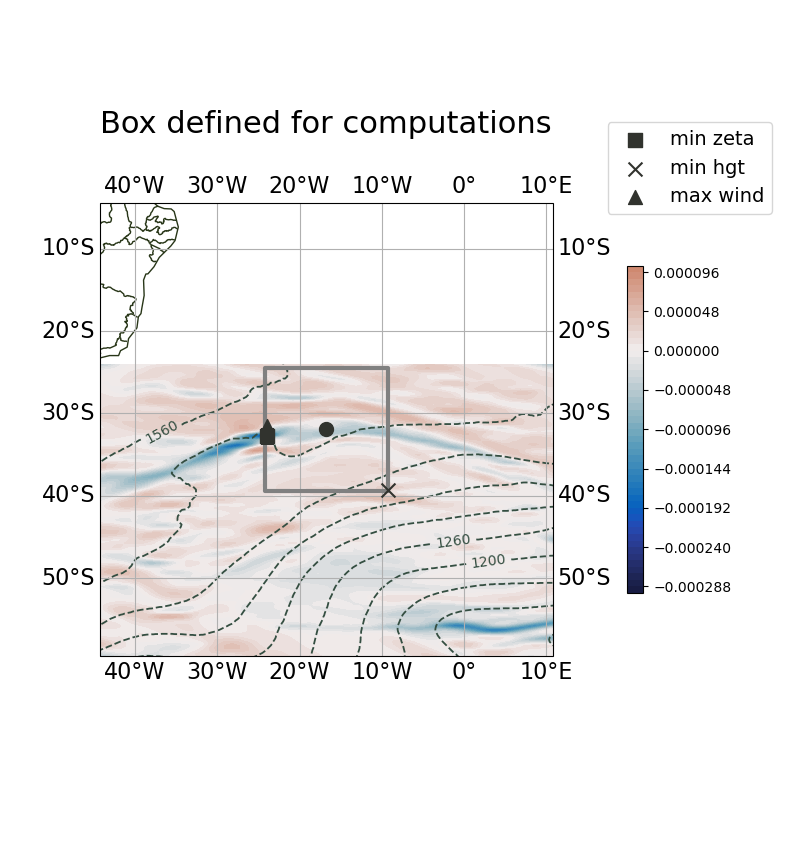 Box defined for computations
min zeta
min hgt
max wind
40°W 30°W 20°W 10°W 0° 10°E
10°S 10°S
20°S 20°S
30°S 30°S
40°S 40°S
50°S 50°S
1560
1260
1200
40°W 30°W 20°W 10°W 0° 10°E
0.000096
0.000048
0.000000
−0.000048
−0.000096
−0.000144
−0.000192
−0.000240
−0.000288